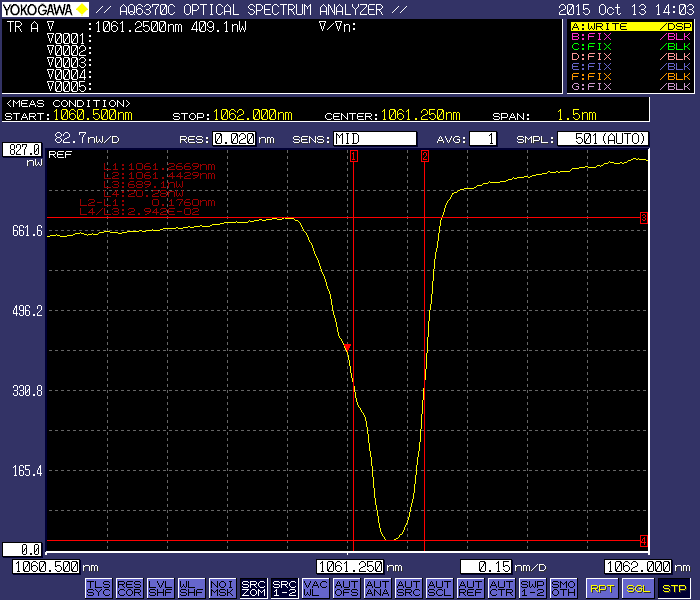 YOKOGAWA // AQ6370C OPTICAL SPECTRUM ANALYZER // 2015 Oct 13 14:03
TR A ∇ :1061.2500nm 409.1nW ∇/∇n:
∇0001:
∇0002:
∇0003:
∇0004:
∇0005:
A:WRITE /DSP
B:FIX /BLK
C:FIX /BLK
D:FIX /BLK
E:FIX /BLK
F:FIX /BLK
G:FIX /BLK
<MEAS CONDITION>
START:1060.500nm STOP:1062.000nm CENTER:1061.250nm SPAN: 1.5nm
82.7nW/D RES:0.020 nm SENS:MID AVG: 1 SMPL: 501(AUTO)
827.0
nW
REF
1
2
L1:1061.2669nm
L2:1061.4429nm
L3:689.1nW
L4:20.28nW
L2-L1: 0.1760nm
L4/L3:2.942E-02
3
661.6
496.2
330.8
165.4
4
0.0
1060.500 nm 1061.250 nm 0.15 nm/D 1062.000 nm
TLS SYC
RES COR
LVL SHF
WL SHF
NOI MSK
SRC ZOM
SRC 1-2
VAC WL
AUT OFS
AUT ANA
AUT SRC
AUT SCL
AUT REF
AUT CTR
SWP 1-2
SMO OTH
RPT
SGL
STP